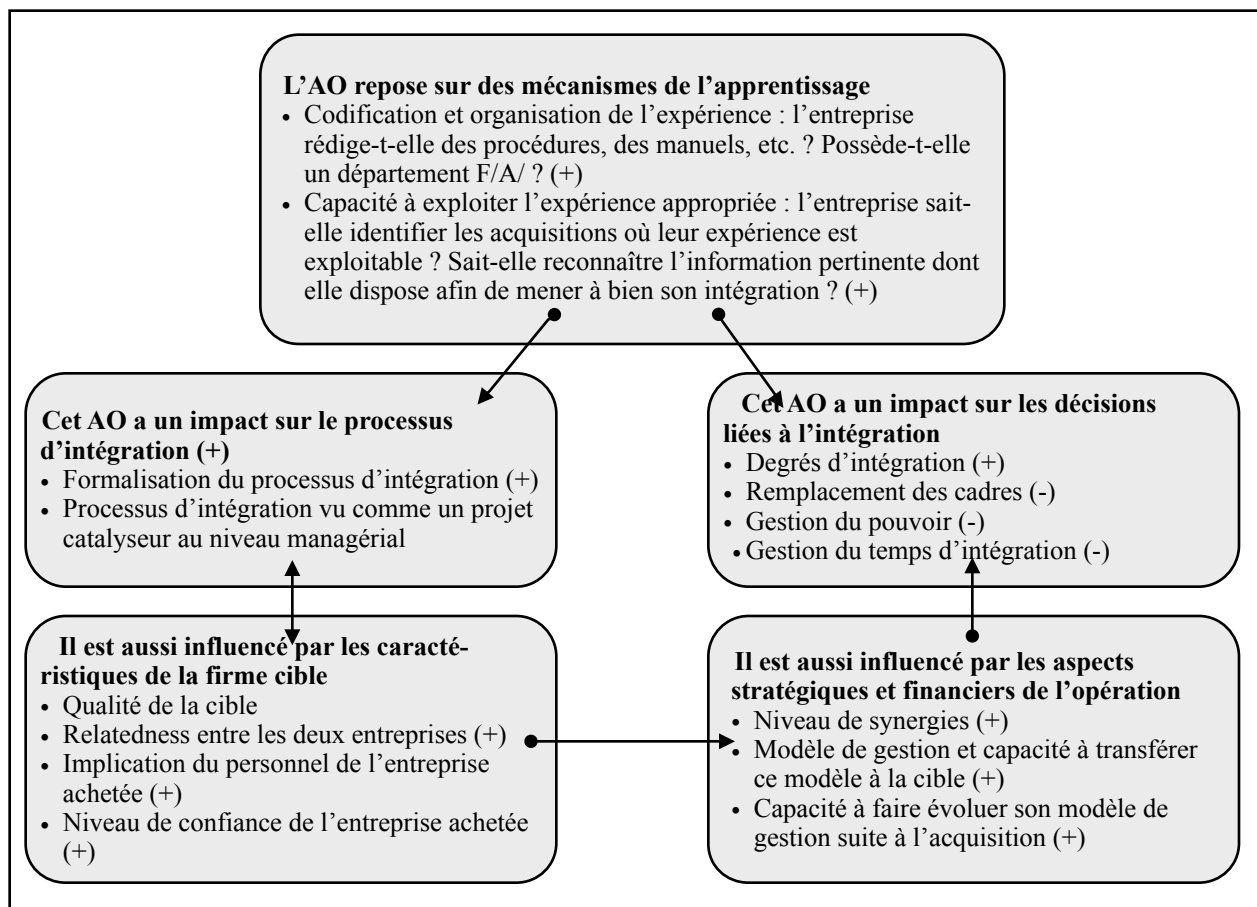 L’AO repose sur des mécanismes de l’apprentissage
• Codification et organisation de l’expérience : l’entreprise
rédige-t-elle des procédures, des manuels, etc. ? Possède-t-elle
un département F/A/ ? (+)
• Capacité à exploiter l’expérience appropriée : l’entreprise sait-
elle identifier les acquisitions où leur expérience est
exploitable ? Sait-elle reconnaître l’information pertinente dont
elle dispose afin de mener à bien son intégration ? (+)
Cet AO a un impact sur le processus
d’intégration (+)
• Formalisation du processus d’intégration (+)
• Processus d’intégration vu comme un projet
catalyseur au niveau managérial
Cet AO a un impact sur les décisions
liées à l’intégration
• Degrés d’intégration (+)
• Remplacement des cadres (-)
• Gestion du pouvoir (-)
• Gestion du temps d’intégration (-)
Il est aussi influencé par les caracté-
ristiques de la firme cible
• Qualité de la cible
• Relatedness entre les deux entreprises (+)
• Implication du personnel de l’entreprise
achetée (+)
• Niveau de confiance de l’entreprise achetée
(+)
Il est aussi influencé par les aspects
stratégiques et financiers de l’opération
• Niveau de synergies (+)
• Modèle de gestion et capacité à transférer
ce modèle à la cible (+)
• Capacité à faire évoluer son modèle de
gestion suite à l’acquisition (+)